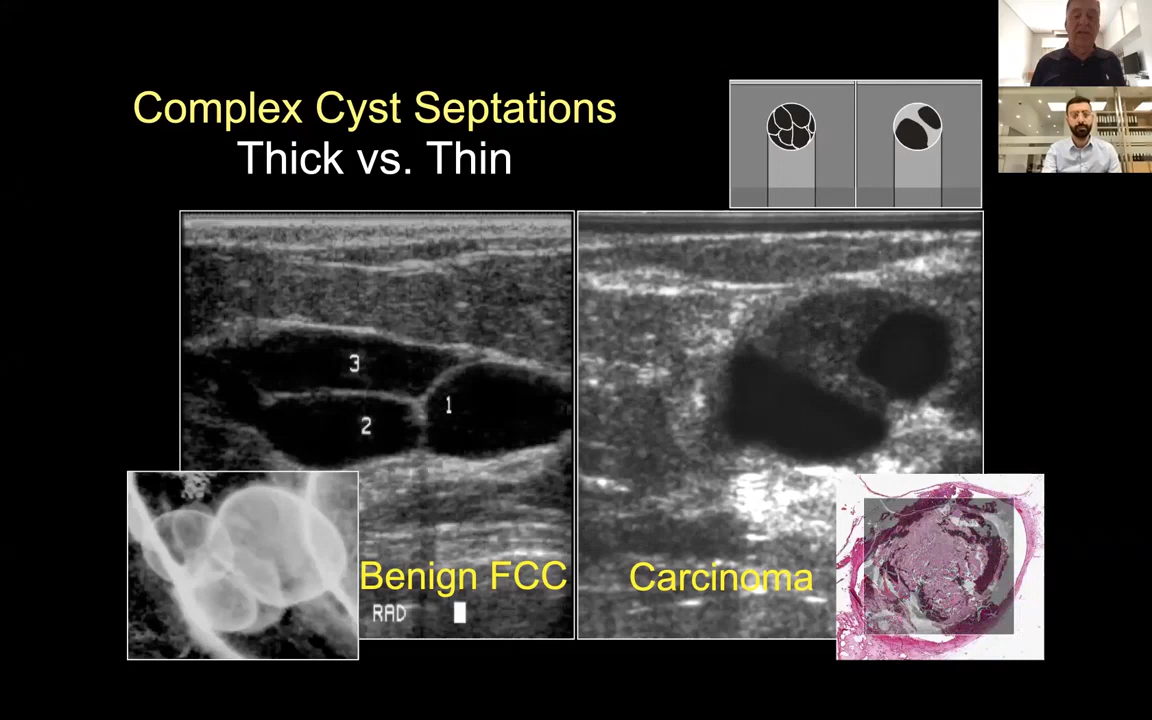 Complex Cyst Septations
Thick vs. Thin
3
1
2
Benign FCC
Carcinoma
RAD